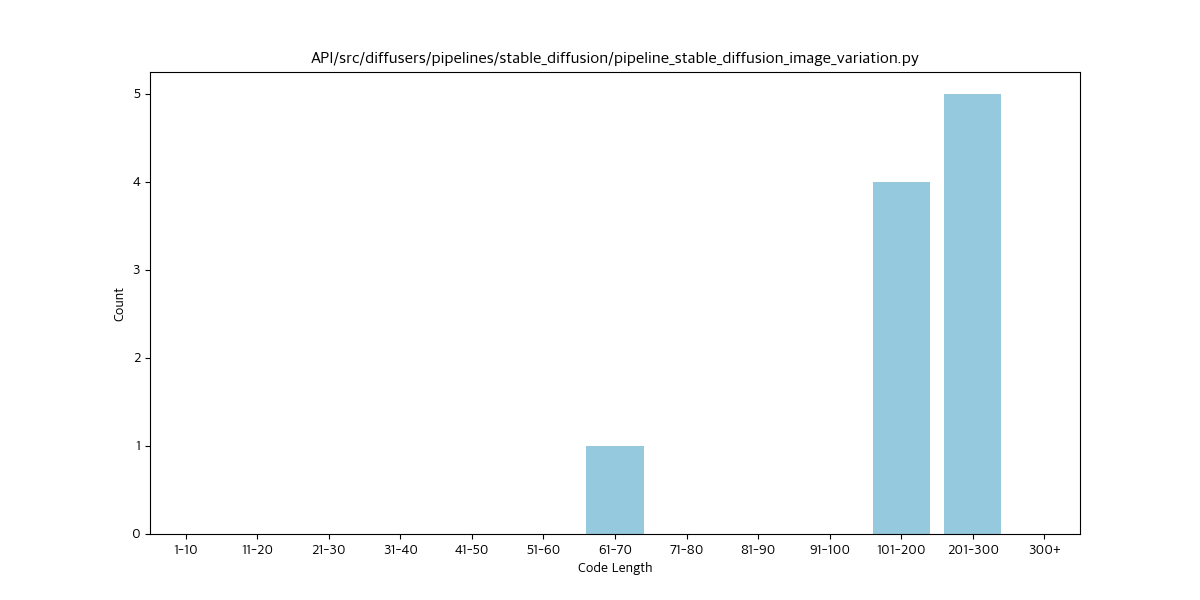 API/src/diffusers/pipelines/stable_diffusion/pipeline_stable_diffusion_image_variation.py
5
4
3
2
1
0
Count
1-10 11-20 21-30 31-40 41-50 51-60 61-70 71-80 81-90 91-100 101-200 201-300 300+
Code Length